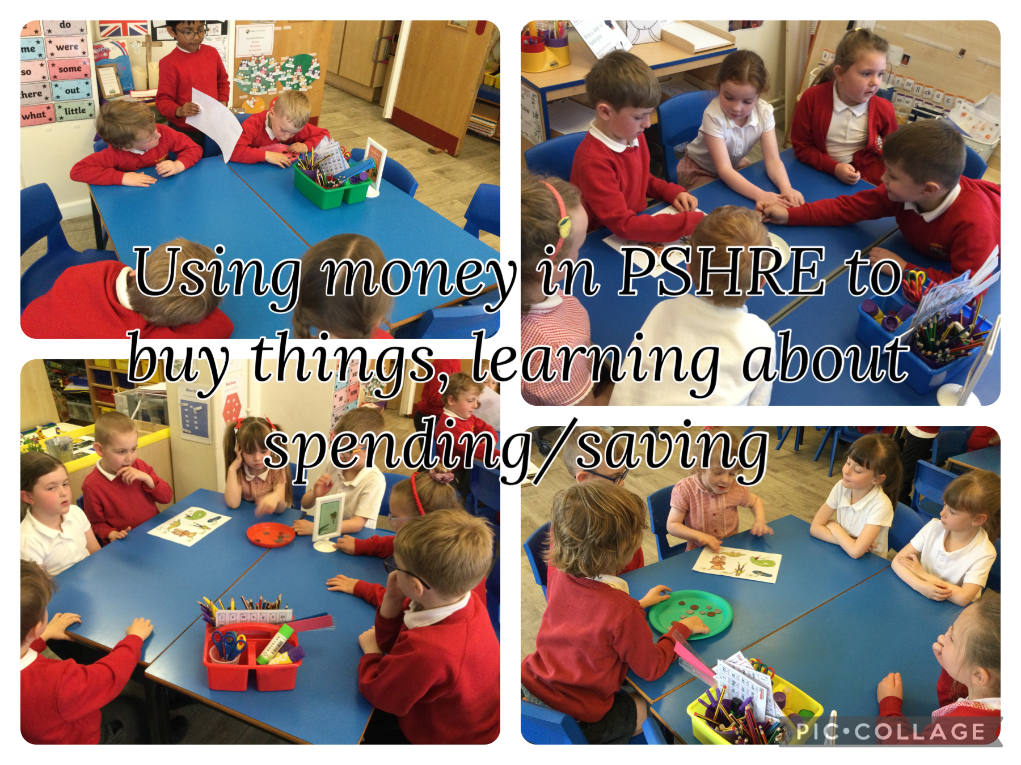 do
me
were
so
some
there
out
what
little
Using money in PSHRE to
buy things, learning about
spending/saving
PIC•COLLAGE